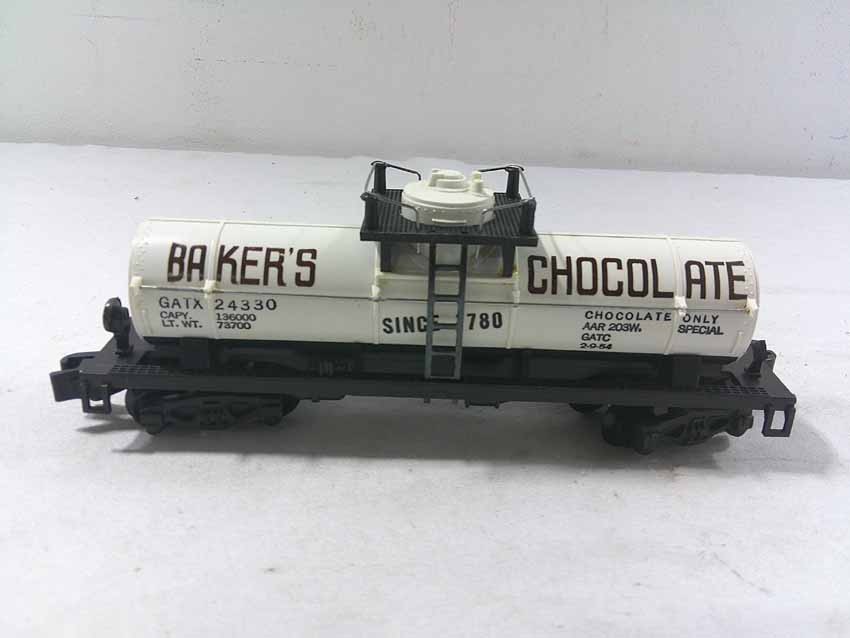 BAKER'S CHOCOLATE
GATX 24330
CAPY. 136000
LT. WT. 73700
SINCE 1780
CHOCOLATE ONLY
AAR 203W. SPECIAL
GATC
2-9-54